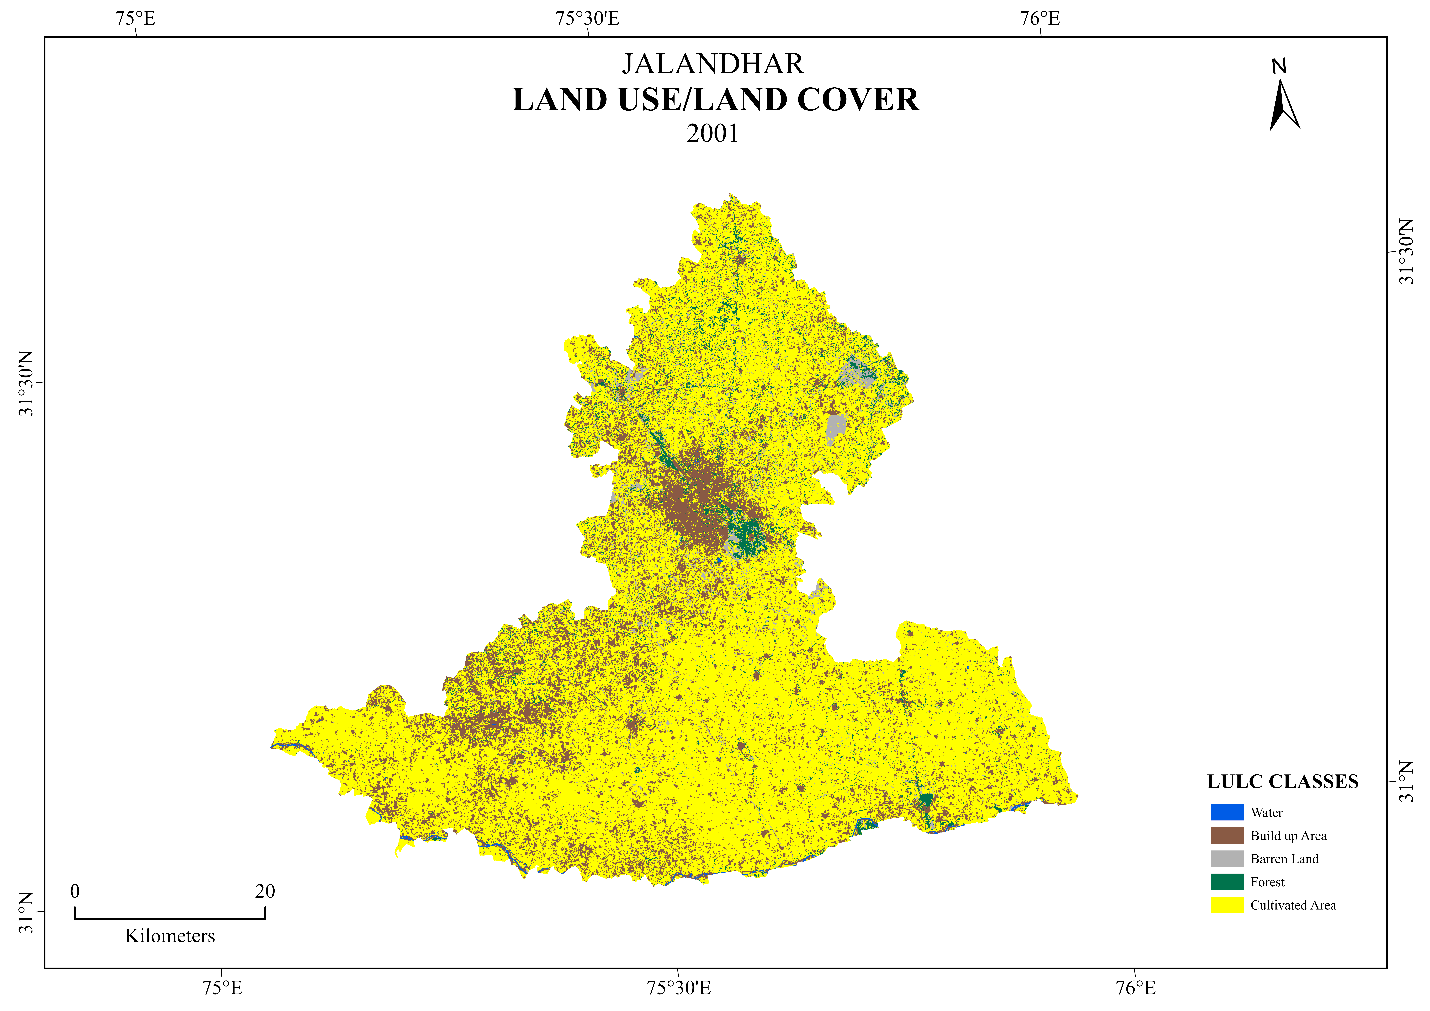 75°E 75°30'E 76°E
JALANDHAR
LAND USE/LAND COVER
2001
N
31°30'N
31°30'N
31°N
31°N
LULC CLASSES
Water
Build up Area
Barren Land
Forest
Cultivated Area
0 20
Kilometers
75°E 75°30'E 76°E